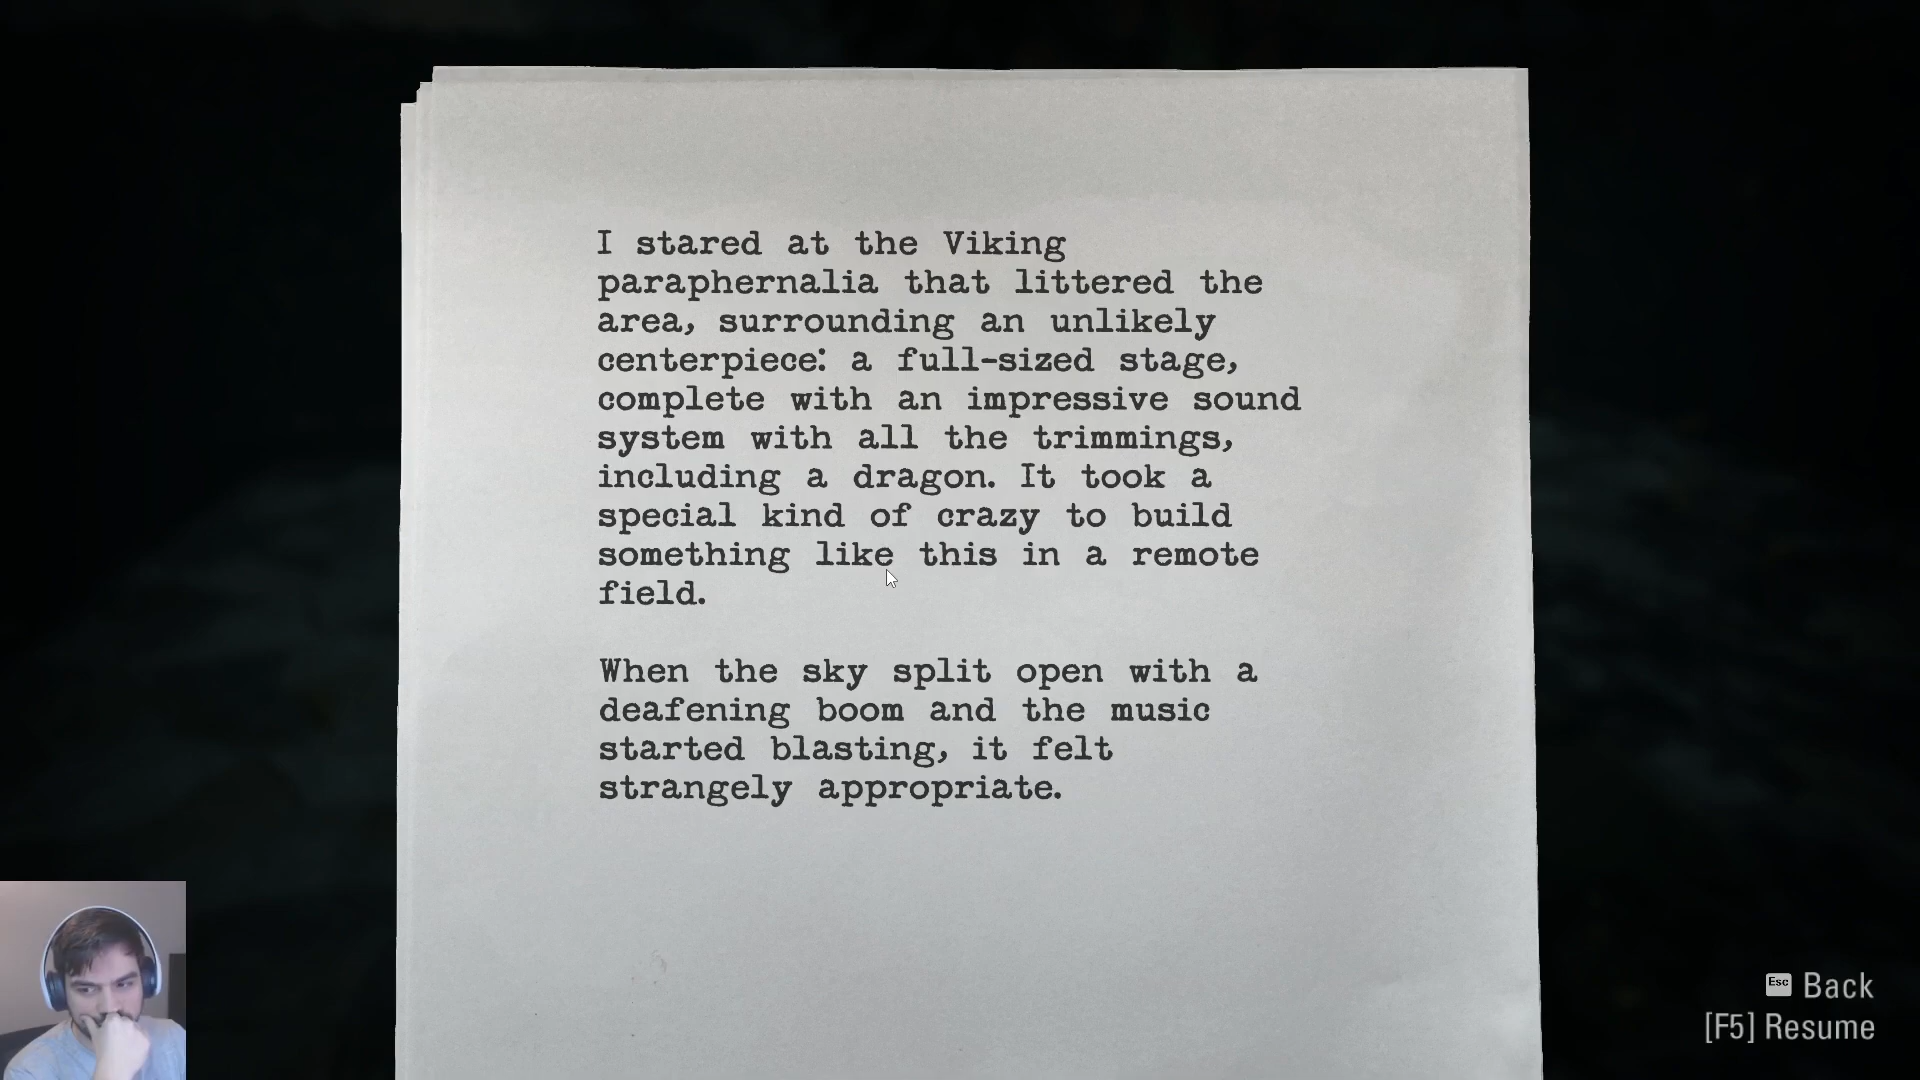 I stared at the Viking
paraphernalia that littered the
area, surrounding an unlikely
centerpiece: a full-sized stage,
complete with an impressive sound
system with all the trimmings,
including a dragon. It took a
special kind of crazy to build
something like this in a remote
field.
When the sky split open with a
deafening boom and the music
started blasting, it felt
strangely appropriate.
Esc Back
[F5] Resume